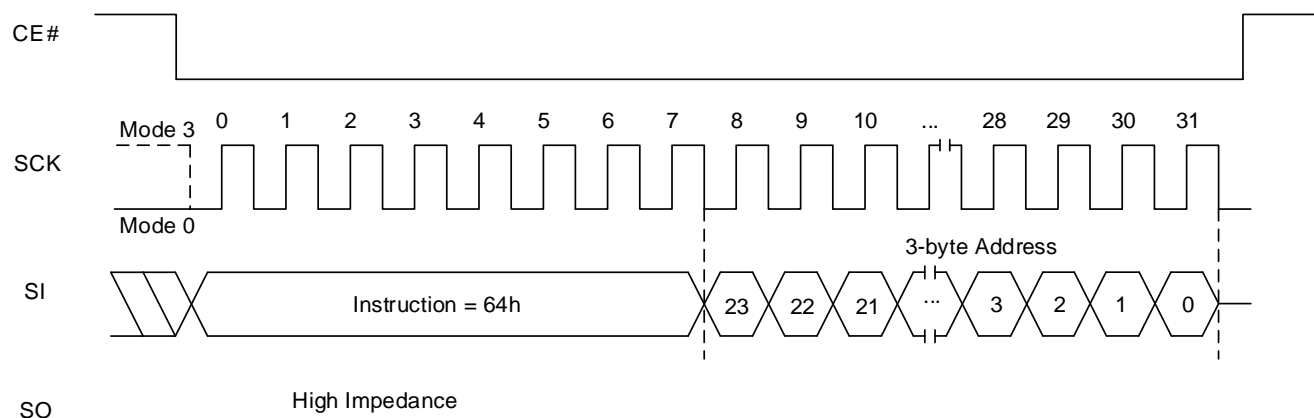 CE#
Mode 3 0 1 2 3 4 5 6 7 8 9 10 ... 28 29 30 31
SCK
Mode 0
3-byte Address
SI Instruction = 64h 23 22 21 ... 3 2 1 0
High Impedance
SO